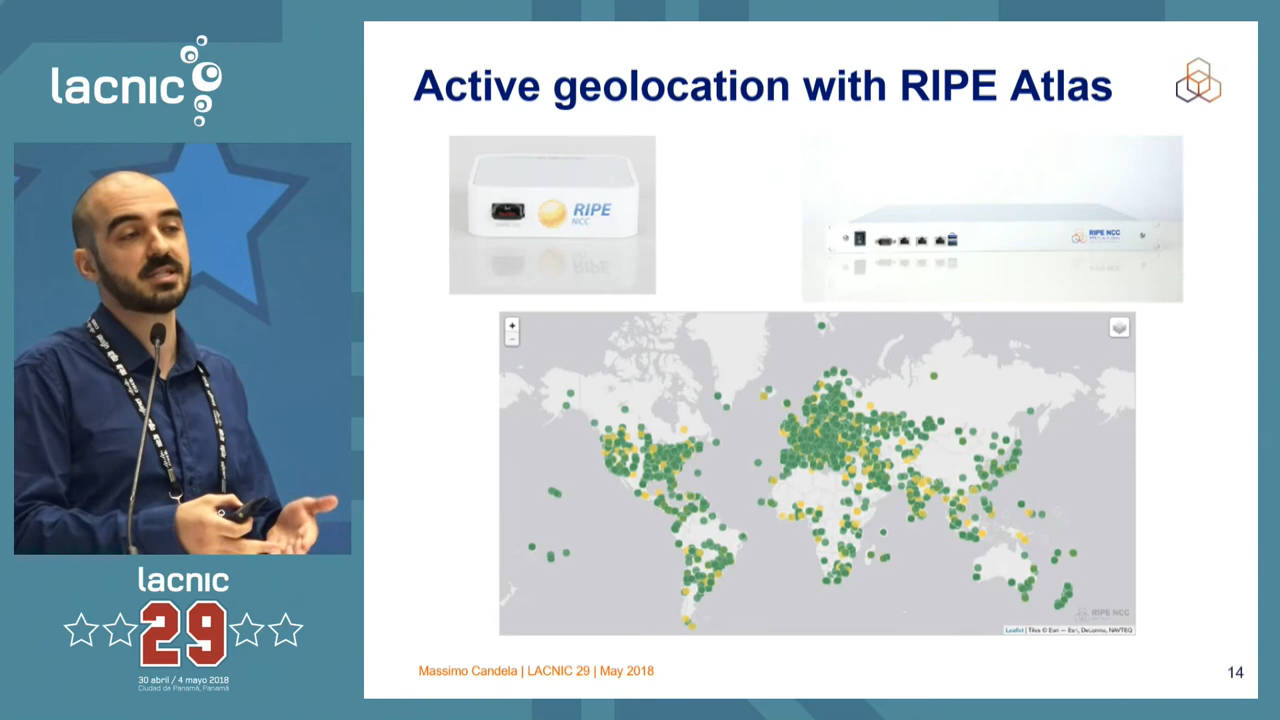 lacnic
Active geolocation with RIPE Atlas
RIPE
NCC
RIPE NCC
+
−
RIPE NCC
Leaflet | Tiles © Esri — Esri, DeLorme, NAVTEQ
lacnic
29
30 abril / 4 mayo 2018
Ciudad de Panamá, Panamá
Massimo Candela | LACNIC 29 | May 2018
14